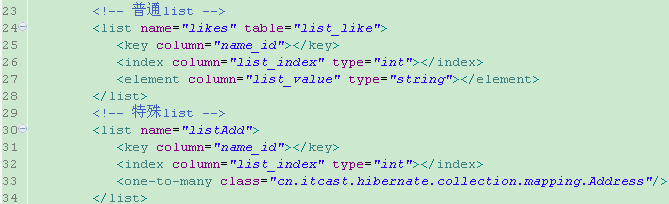 23 <!-- 普通list -->
24 <list name="likes" table="list_like">
25 <key column="name_id"></key>
26 <index column="list_index" type="int"></index>
27 <element column="list_value" type="string"></element>
28 </list>
29 <!-- 特殊list -->
30 <list name="listAdd">
31 <key column="name_id"></key>
32 <index column="list_index" type="int"></index>
33 <one-to-many class="cn.itcast.hibernate.collection.mapping.Address"/>
34 </list>